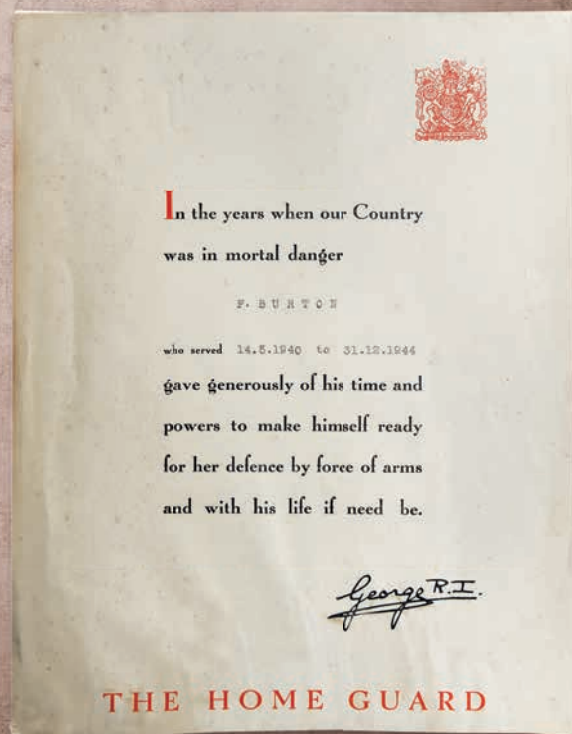 In the years when our Country
was in mortal danger
F. BURTON
who served 14.5.1940 to 31.12.1944
gave generously of his time and
powers to make himself ready
for her defence by force of arms
and with his life if need be.
George R.I.
THE HOME GUARD